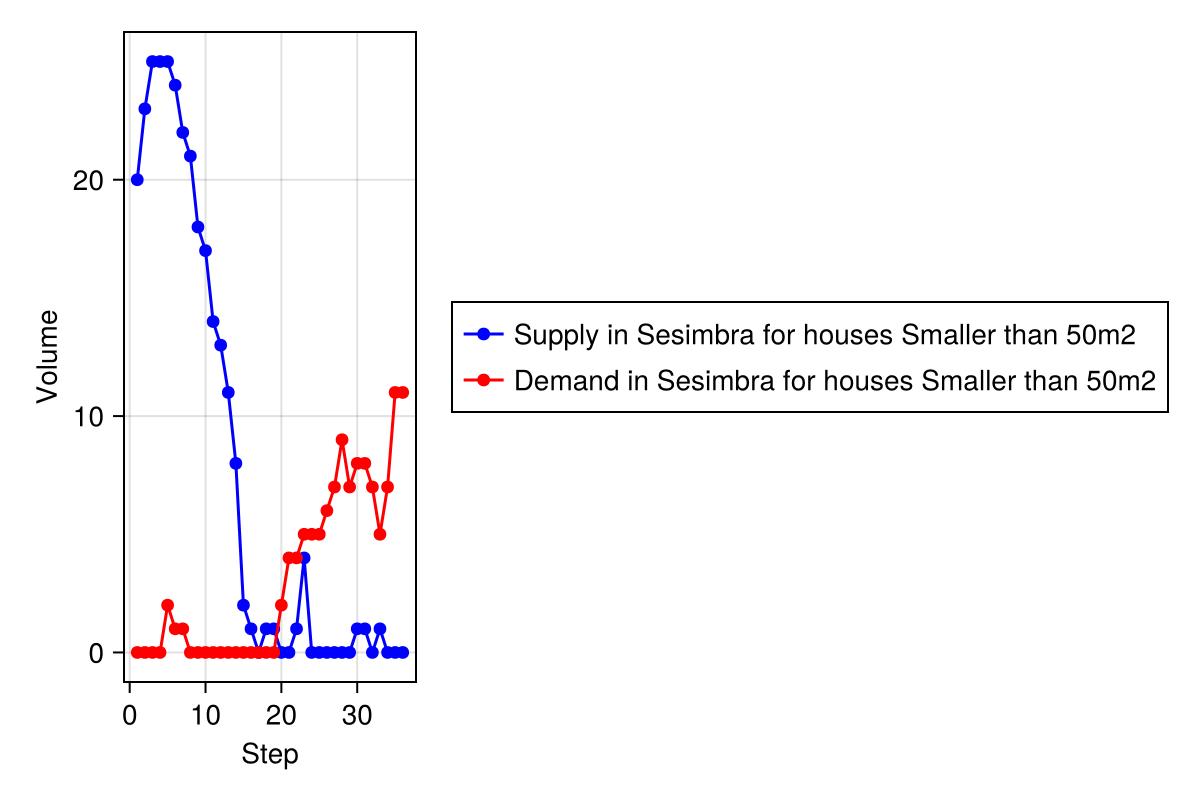 20
10
0
Volume
0 10 20 30
Step
Supply in Sesimbra for houses Smaller than 50m2
Demand in Sesimbra for houses Smaller than 50m2